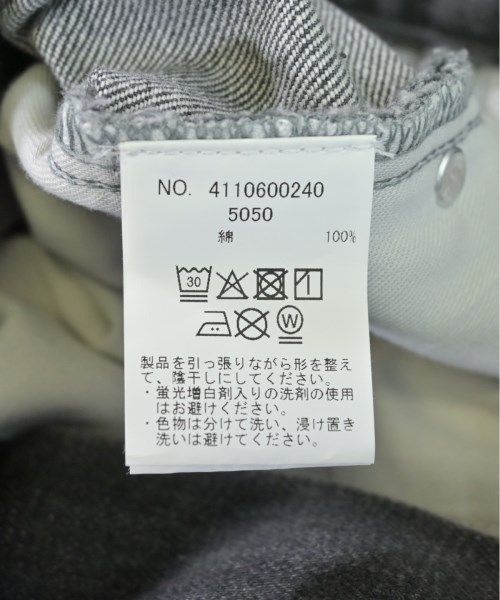 NO. 4110600240
5050
綿 100%
30
W
製品を引っ張りながら形を整え
て、陰干しにしてください。
・蛍光増白剤入りの洗剤の使用
はお避けください。
・色物は分けて洗い、浸け置き
洗いは避けてください。